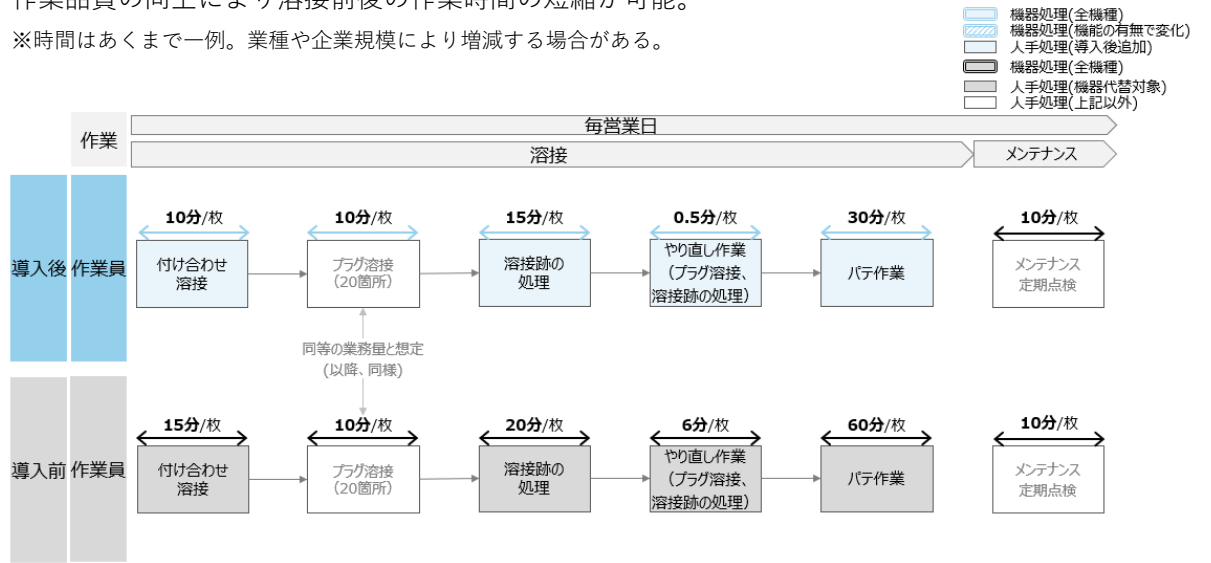 作業品質の向上により溶接前後の作業時間の短縮が可能。
※時間はあくまで一例。業種や企業規模により増減する場合がある。
機器処理(全機種)
機器処理(機能の有無で変化)
人手処理(導入後追加)
機器処理(全機種)
人手処理(機器代替対象)
人手処理(上記以外)
作業
毎営業日
溶接
メンテナンス
導入後
作業員
10分/枚
付け合わせ
溶接
10分/枚
プラグ溶接
(20箇所)
15分/枚
溶接跡の
処理
0.5分/枚
やり直し作業
(プラグ溶接、
溶接跡の処理)
30分/枚
パテ作業
10分/枚
メンテナンス
定期点検
同等の業務量と想定
(以降、同様)
導入前
作業員
15分/枚
付け合わせ
溶接
10分/枚
プラグ溶接
(20箇所)
20分/枚
溶接跡の
処理
6分/枚
やり直し作業
(プラグ溶接、
溶接跡の処理)
60分/枚
パテ作業
10分/枚
メンテナンス
定期点検